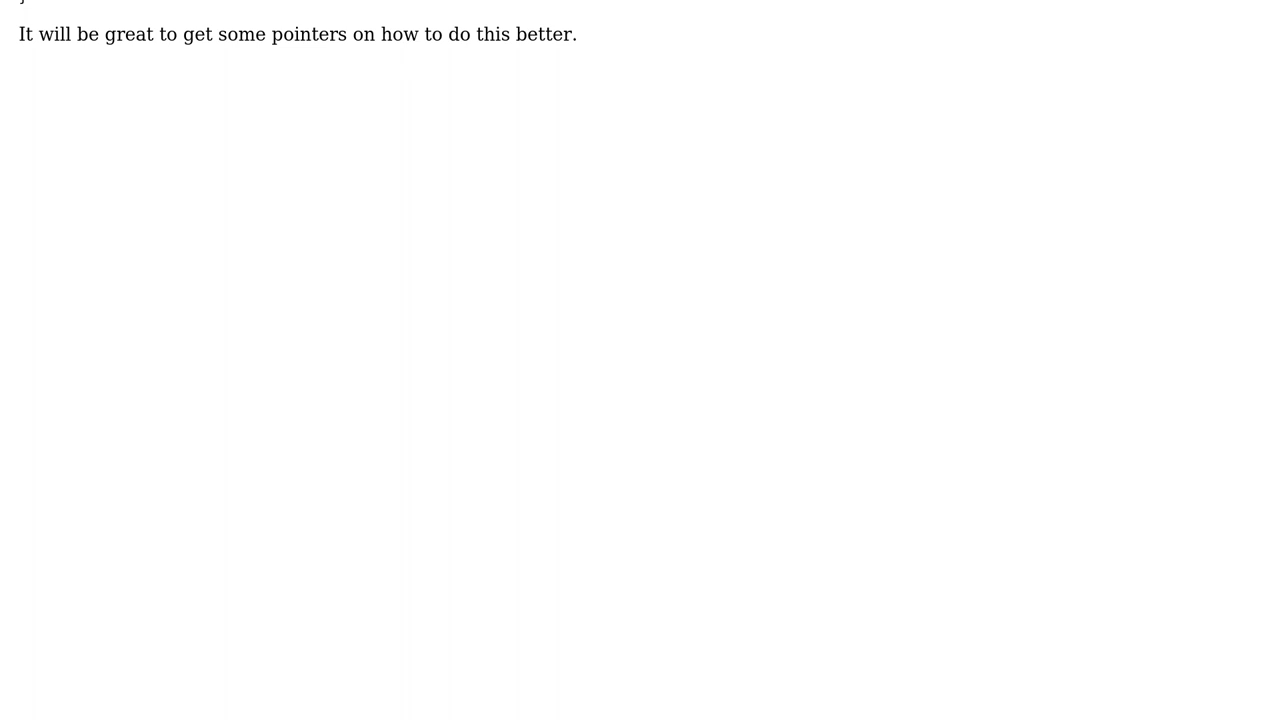 It will be great to get some pointers on how to do this better.